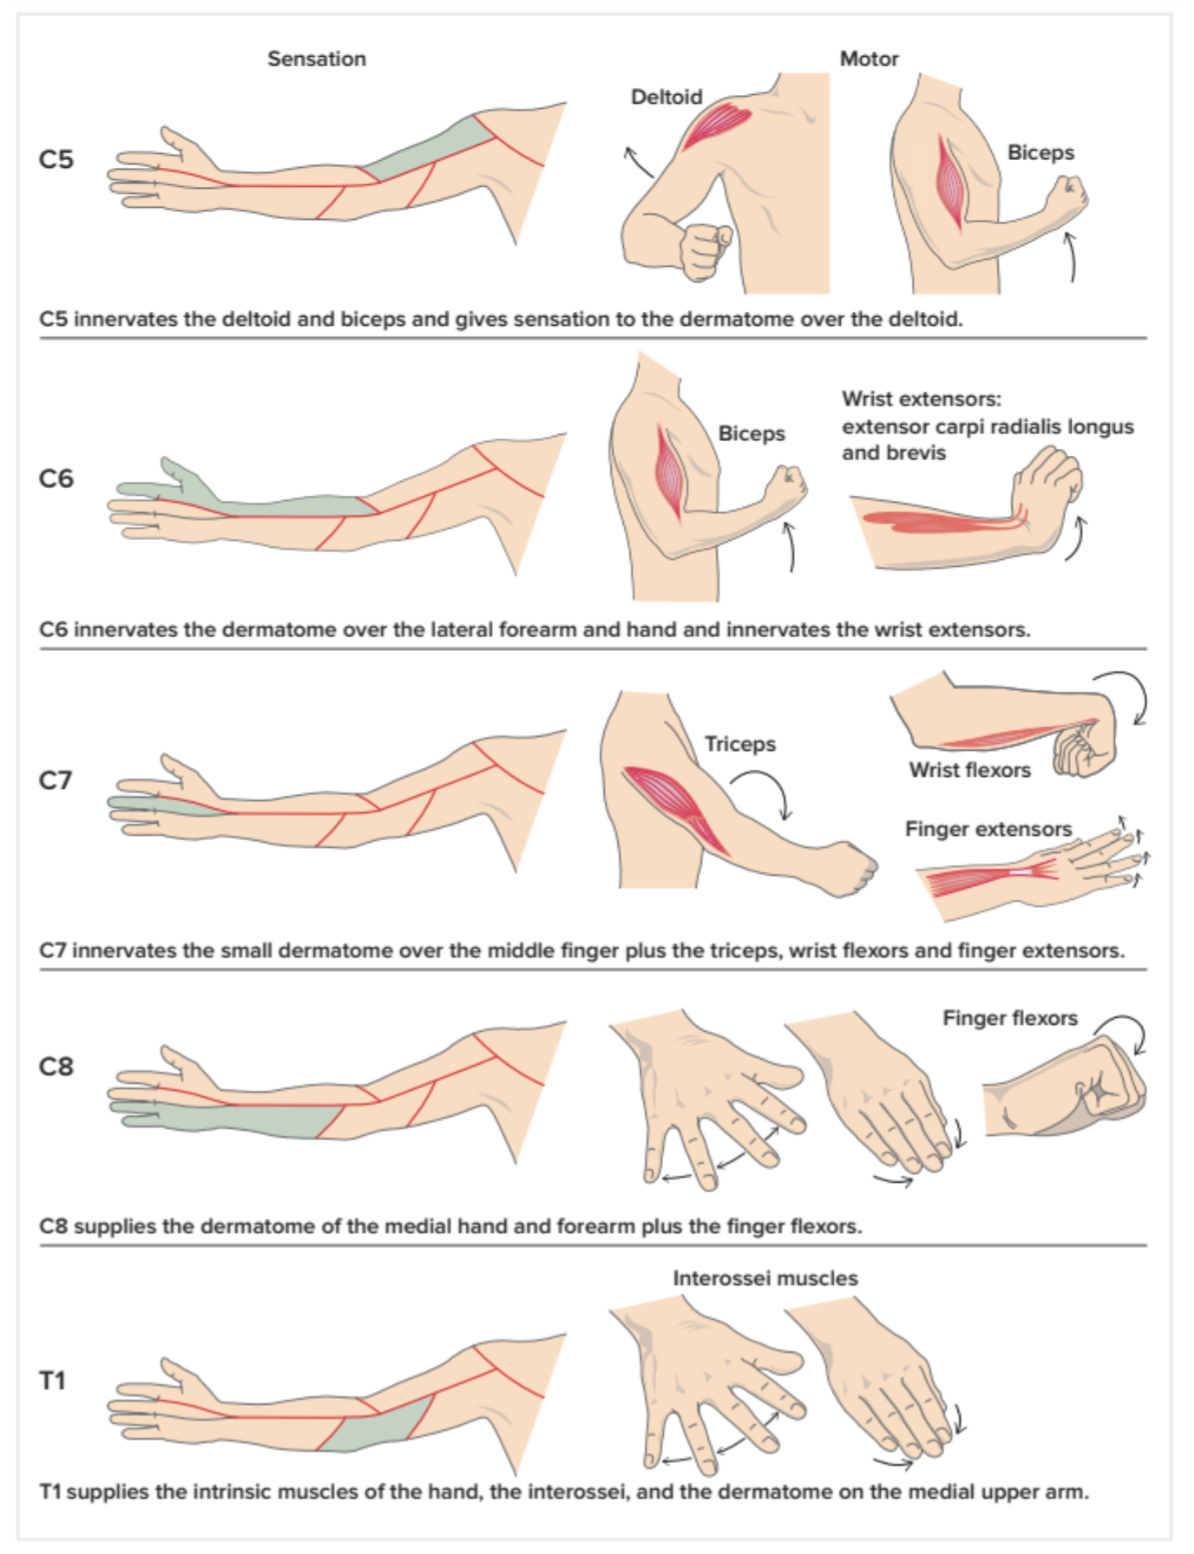 Sensation
Motor
C5
Deltoid
Biceps
C5 innervates the deltoid and biceps and gives sensation to the dermatome over the deltoid.
C6
Biceps
Wrist extensors:
extensor carpi radialis longus
and brevis
C6 innervates the dermatome over the lateral forearm and hand and innervates the wrist extensors.
C7
Triceps
Wrist flexors
Finger extensors
C7 innervates the small dermatome over the middle finger plus the triceps, wrist flexors and finger extensors.
C8
Finger flexors
C8 supplies the dermatome of the medial hand and forearm plus the finger flexors.
T1
Interossei muscles
T1 supplies the intrinsic muscles of the hand, the interossei, and the dermatome on the medial upper arm.